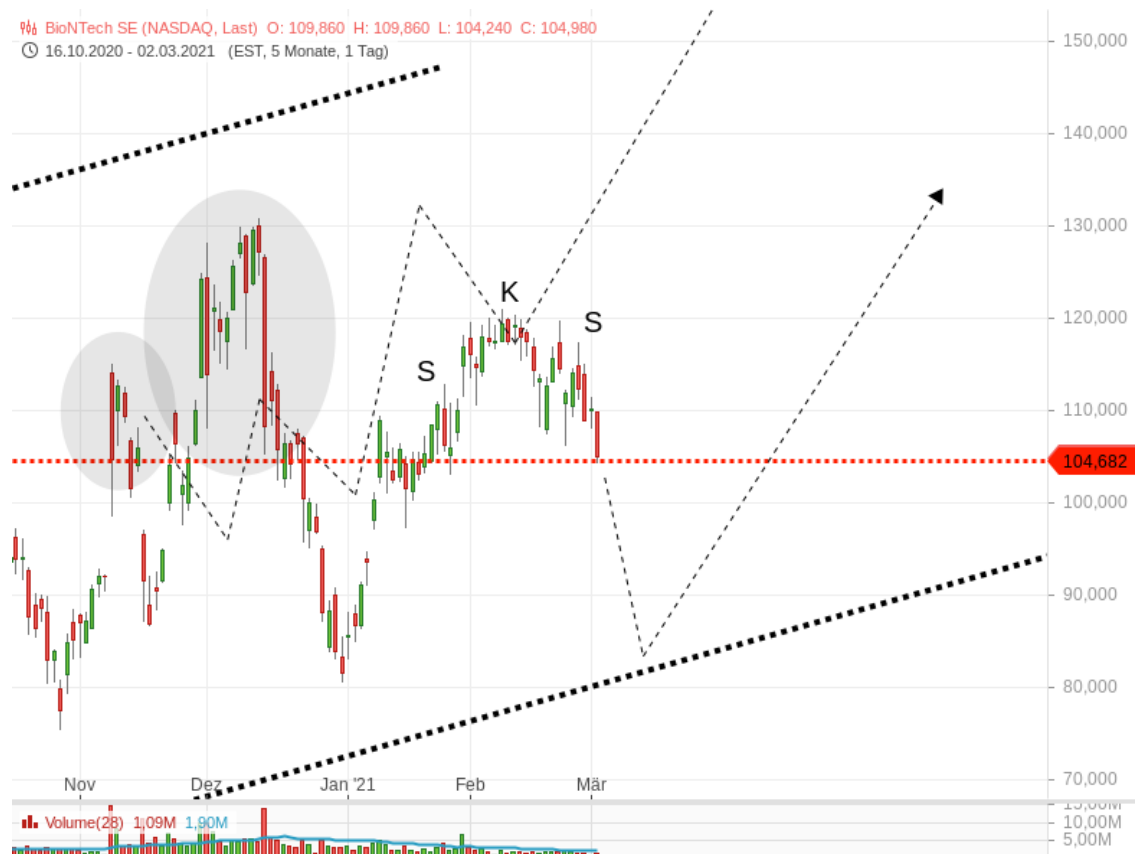 BioNTech SE (NASDAQ, Last) O: 109,860 H: 109,860 L: 104,240 C: 104,980
16.10.2020 - 02.03.2021 (EST, 5 Monate, 1 Tag)
150,000
140,000
130,000
K
120,000
S
S
110,000
104,682
100,000
90,000
80,000
70,000
Nov Dez Jan '21 Feb Mär
Volume(28) 1,09M 1,90M
15,00M
10,00M
5,00M